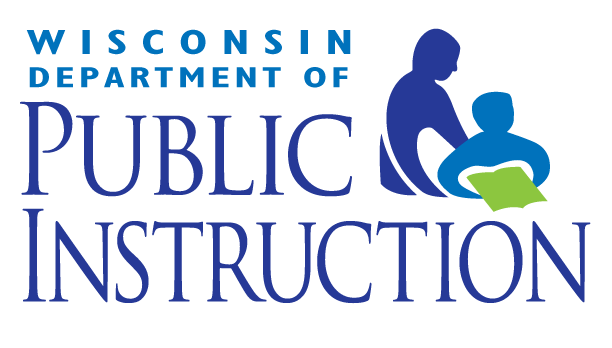 WISCONSIN
DEPARTMENT OF
PUBLIC
INSTRUCTION